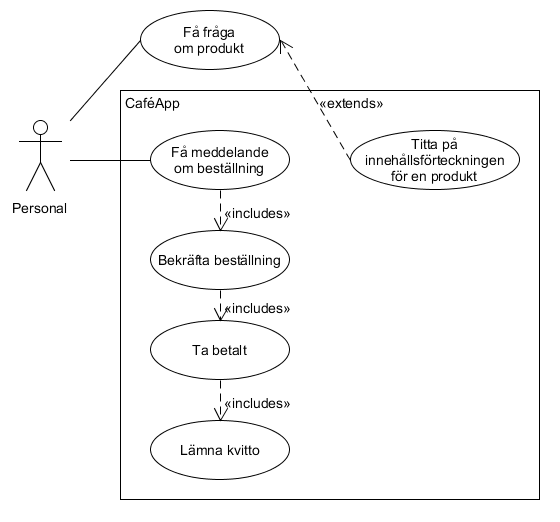 Få fråga
om produkt
CaféApp
«extends»
Få meddelande
om beställning
Titta på
innehållsförteckningen
för en produkt
Personal
«includes»
Bekräfta beställning
«includes»
Ta betalt
«includes»
Lämna kvitto